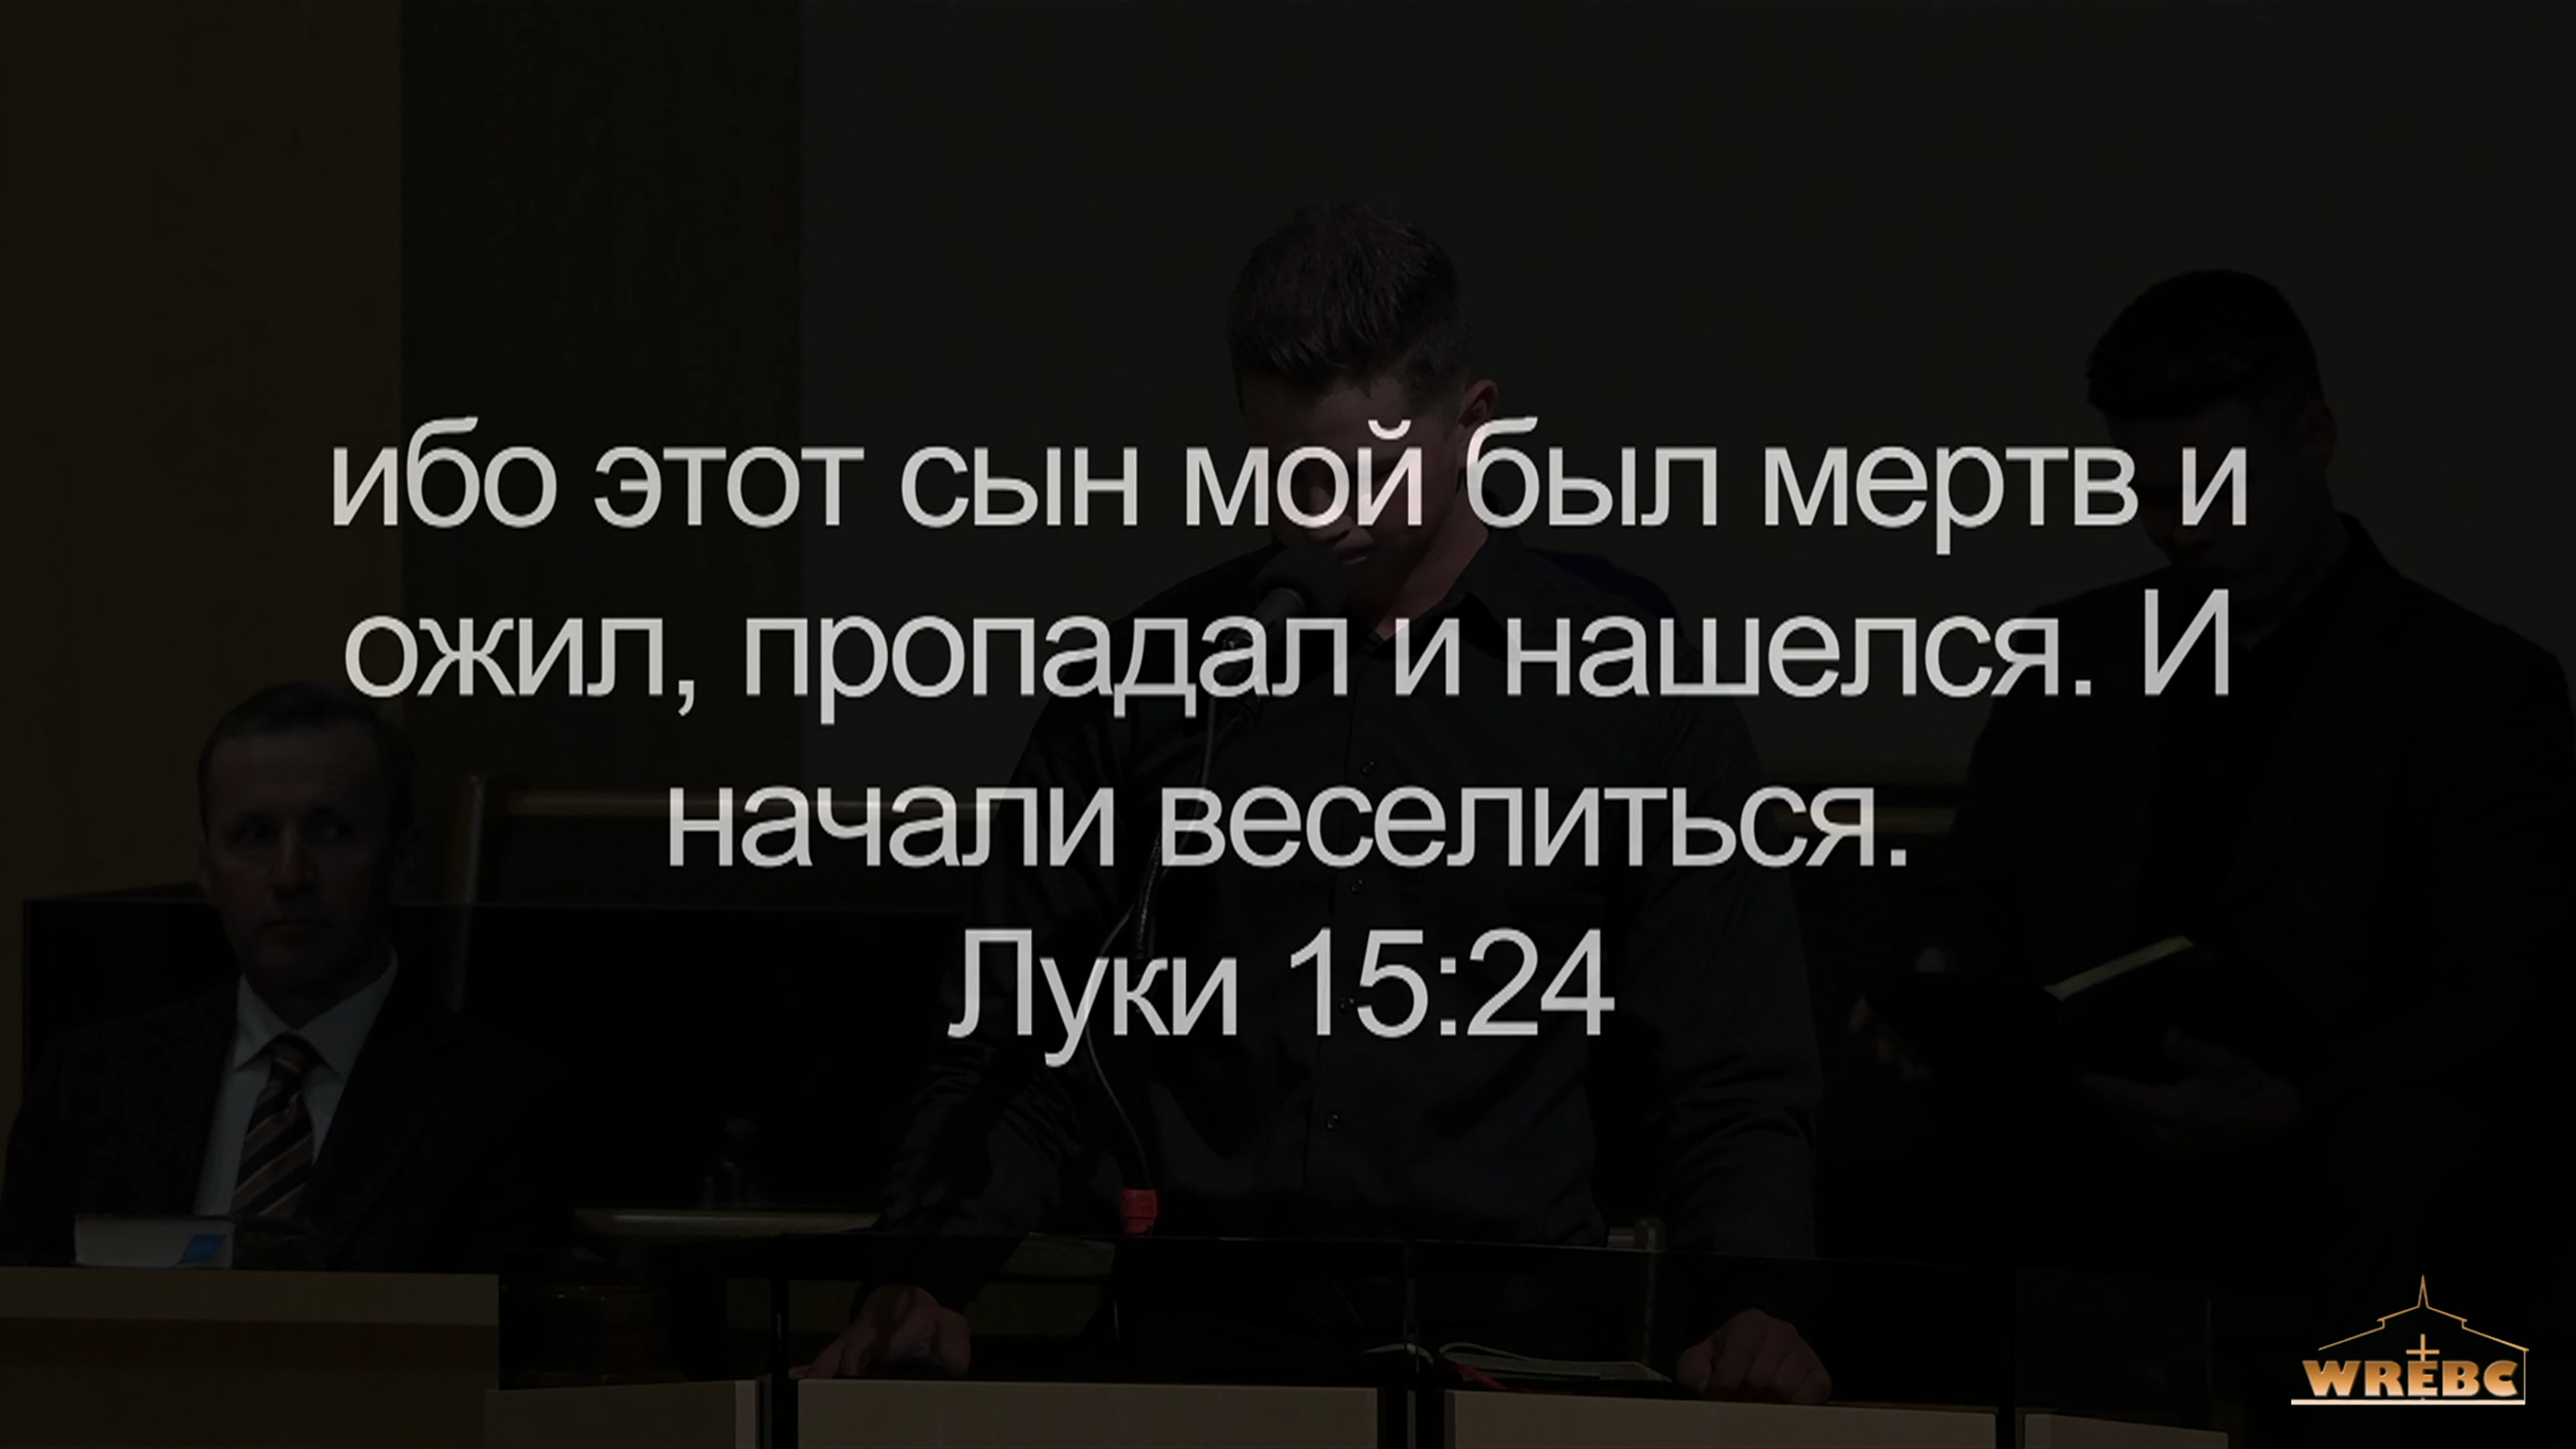 ибо этот сын мой был мертв и
ожил, пропадал и нашелся. И
начали веселиться.
Луки 15:24
WREBC